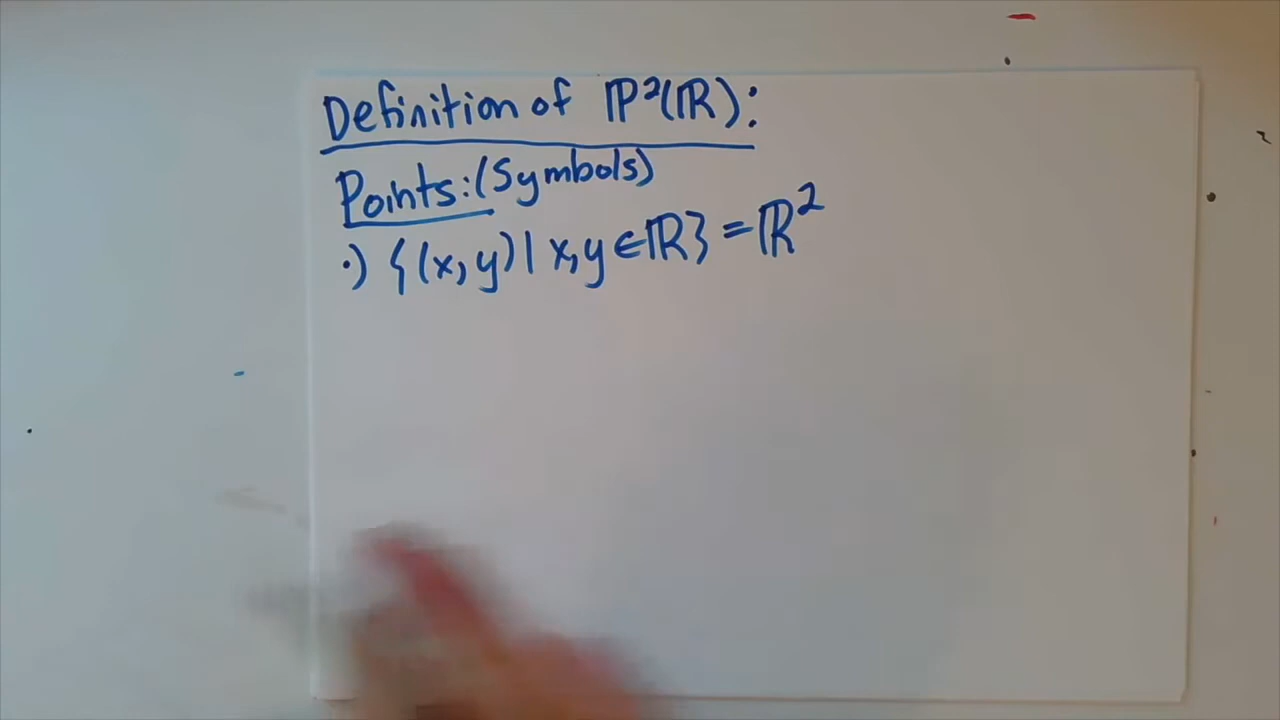 Definition of ℙ²(ℝ):
Points: (Symbols)
·) {(x, y) | x, y ∈ ℝ} = ℝ²